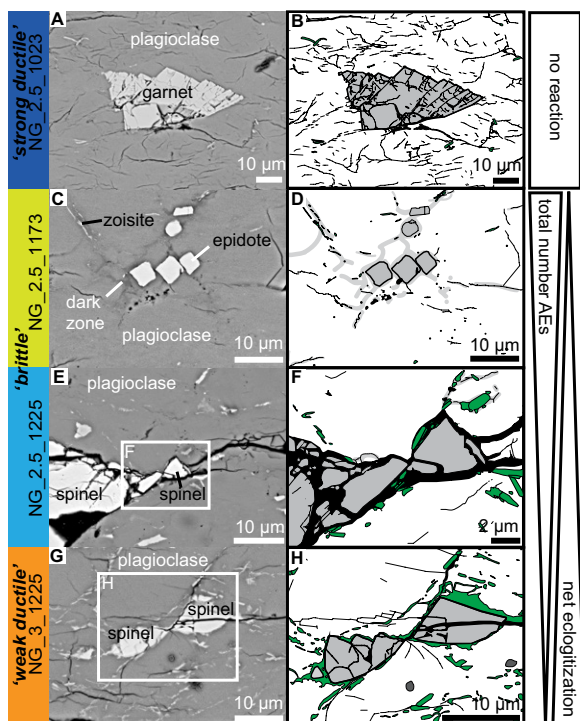 'strong ductile'
NG_2.5_1023
A
plagioclase
garnet
10 µm
B
10 µm
no reaction
'brittle'
NG_2.5_1173
C
zoisite
epidote
dark
zone
plagioclase
10 µm
D
10 µm
total number AEs
NG_2.5_1225
E
plagioclase
F
spinel
spinel
10 µm
F
2 µm
'weak ductile'
NG_3_1225
G
plagioclase
H
spinel
spinel
10 µm
H
10 µm
net eclogitization